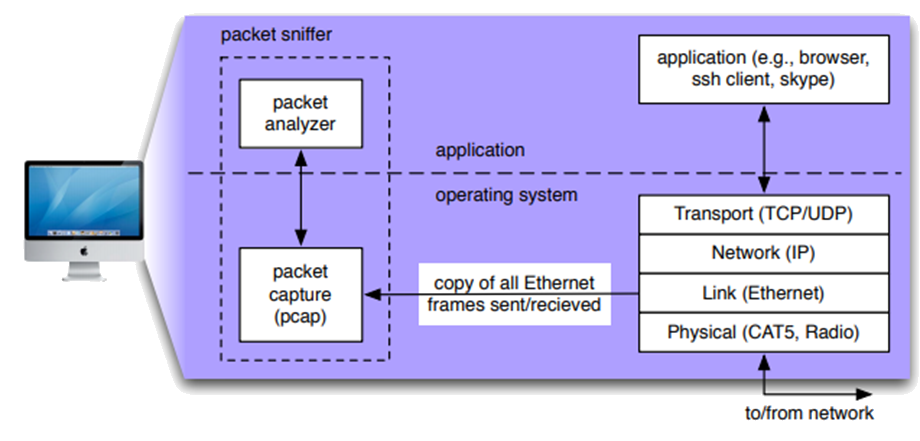 packet sniffer
packet
analyzer
application (e.g., browser,
ssh client, skype)
application
operating system
packet
capture
(pcap)
copy of all Ethernet
frames sent/recieved
Transport (TCP/UDP)
Network (IP)
Link (Ethernet)
Physical (CAT5, Radio)
to/from network